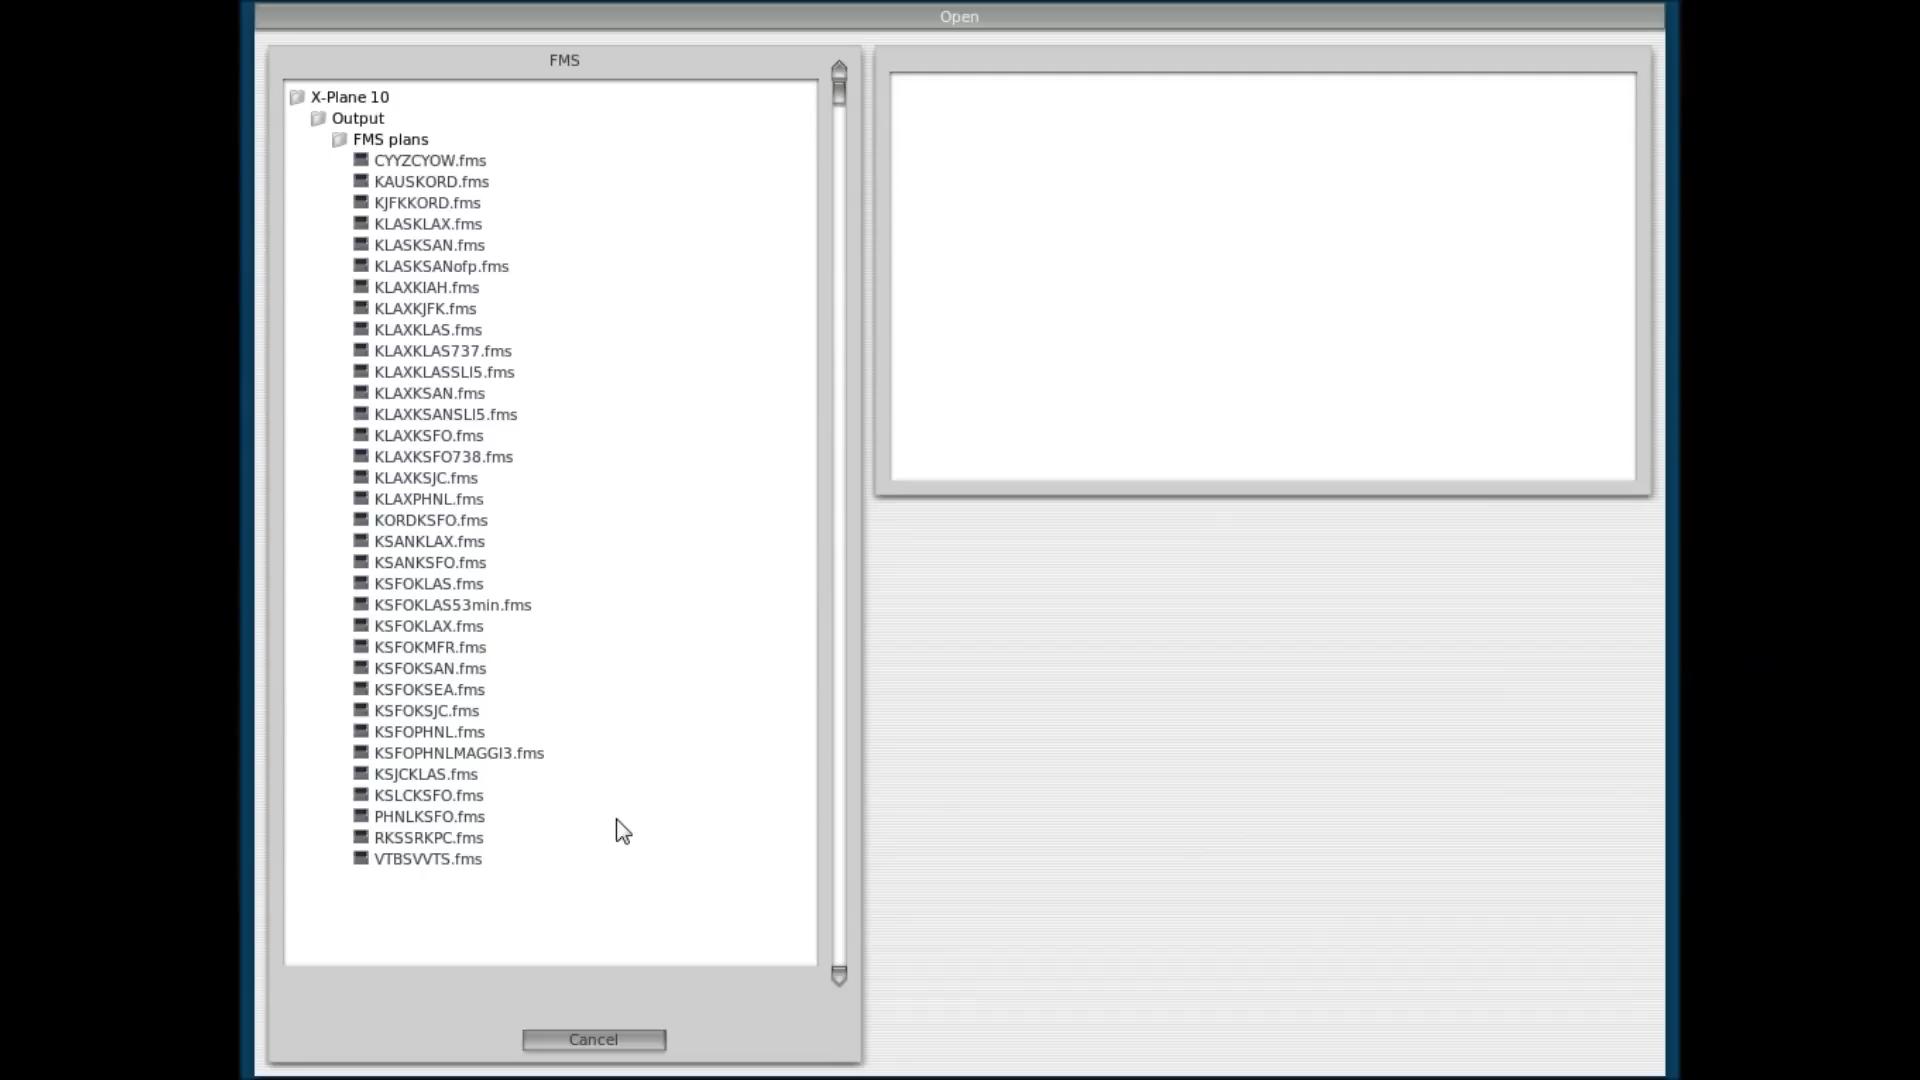 Open
FMS
X-Plane 10
Output
FMS plans
CYYZCYOW.fms
KAUSKORD.fms
KJFKKORD.fms
KLASKLAX.fms
KLASKSAN.fms
KLASKSANofp.fms
KLAXKIAH.fms
KLAXKJFK.fms
KLAXKLAS.fms
KLAXKLAS737.fms
KLAXKLASSLI5.fms
KLAXKSAN.fms
KLAXKSANSLI5.fms
KLAXKSFO.fms
KLAXKSFO738.fms
KLAXKSJC.fms
KLAXPHNL.fms
KORDKSFO.fms
KSANKLAX.fms
KSANKSFO.fms
KSFOKLAS.fms
KSFOKLAS53min.fms
KSFOKLAX.fms
KSFOKMFR.fms
KSFOKSAN.fms
KSFOKSEA.fms
KSFOKSJC.fms
KSFOPHNL.fms
KSFOPHNLMAGGI3.fms
KSJCKLAS.fms
KSLCKSFO.fms
PHNLKSFO.fms
RKSSRKPC.fms
VTBSVVTS.fms
Cancel